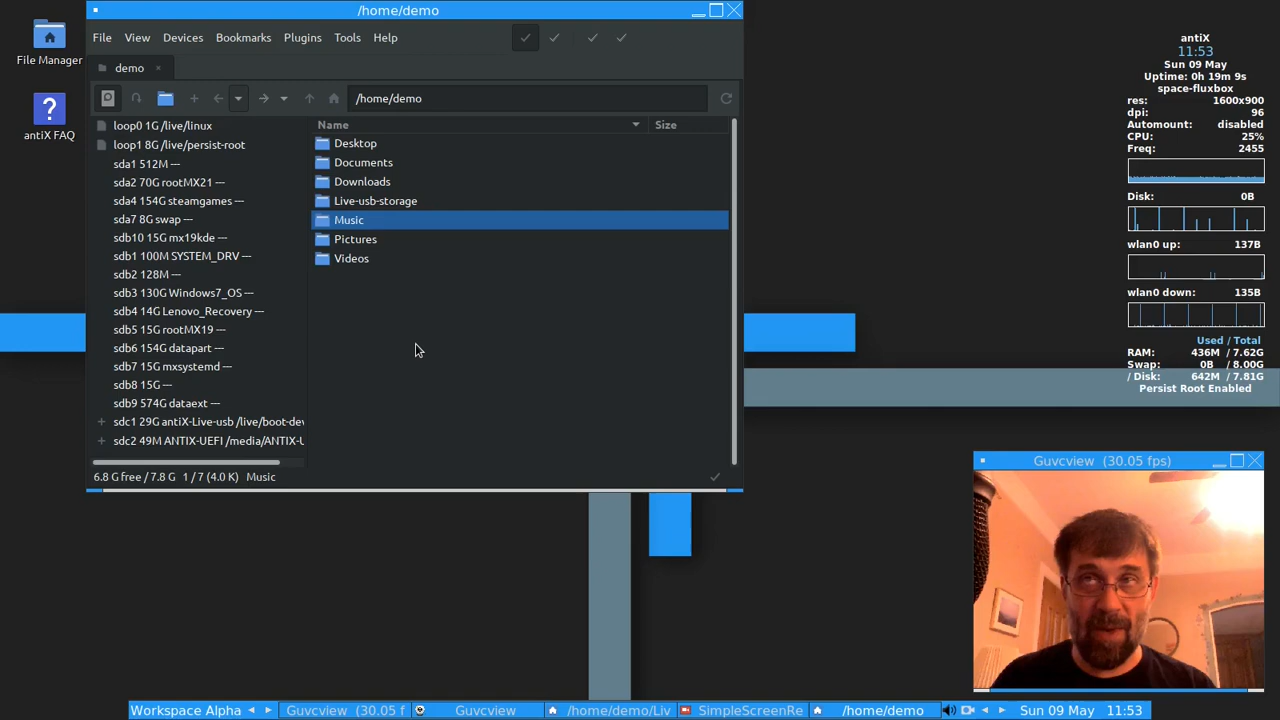 /home/demo
File Manager
antiX FAQ
File View Devices Bookmarks Plugins Tools Help
demo
/home/demo
loop0 1G /live/linux
loop1 8G /live/persist-root
sda1 512M ---
sda2 70G rootMX21 ---
sda4 154G steamgames ---
sda7 8G swap ---
sdb10 15G mx19kde ---
sdb1 100M SYSTEM_DRV ---
sdb2 128M ---
sdb3 130G Windows7_OS ---
sdb4 14G Lenovo_Recovery ---
sdb5 15G rootMX19 ---
sdb6 154G datapart ---
sdb7 15G mxsystemd ---
sdb8 15G ---
sdb9 574G dataext ---
sdc1 29G antiX-Live-usb /live/boot-dev
sdc2 49M ANTIX-UEFI /media/ANTIX-U
Name Size
Desktop
Documents
Downloads
Live-usb-storage
Music
Pictures
Videos
6.8 G free / 7.8 G 1 / 7 (4.0 K) Music
antiX
11:53
Sun 09 May
Uptime: 0h 19m 9s
space-fluxbox
res: 1600x900
dpi: 96
Automount: disabled
CPU: 25%
Freq: 2455
Disk: 0B
wlan0 up: 137B
wlan0 down: 135B
Used / Total
RAM: 436M / 7.62G
Swap: 0B / 8.00G
/ Disk: 642M / 7.81G
Persist Root Enabled
Guvcview (30.05 fps)
Workspace Alpha Guvcview (30.05 f Guvcview /home/demo/Liv SimpleScreenRe /home/demo Sun 09 May 11:53